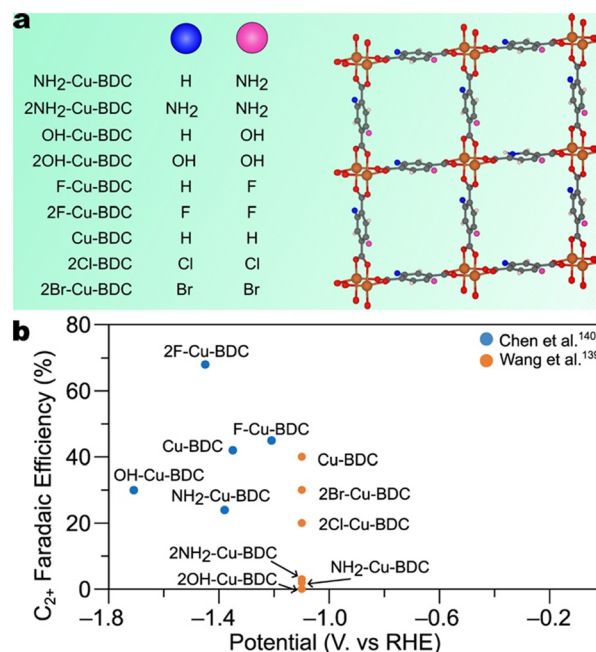 a
NH2-Cu-BDC H NH2
2NH2-Cu-BDC NH2 NH2
OH-Cu-BDC H OH
2OH-Cu-BDC OH OH
F-Cu-BDC H F
2F-Cu-BDC F F
Cu-BDC H H
2Cl-BDC Cl Cl
2Br-Cu-BDC Br Br
b
C2+ Faradaic Efficiency (%)
80
60
40
20
0
Chen et al.140
Wang et al.139
2F-Cu-BDC
F-Cu-BDC
Cu-BDC
Cu-BDC
OH-Cu-BDC
NH2-Cu-BDC
2Br-Cu-BDC
2Cl-Cu-BDC
2NH2-Cu-BDC
NH2-Cu-BDC
2OH-Cu-BDC
−1.8 −1.4 −1.0 −0.6 −0.2
Potential (V. vs RHE)